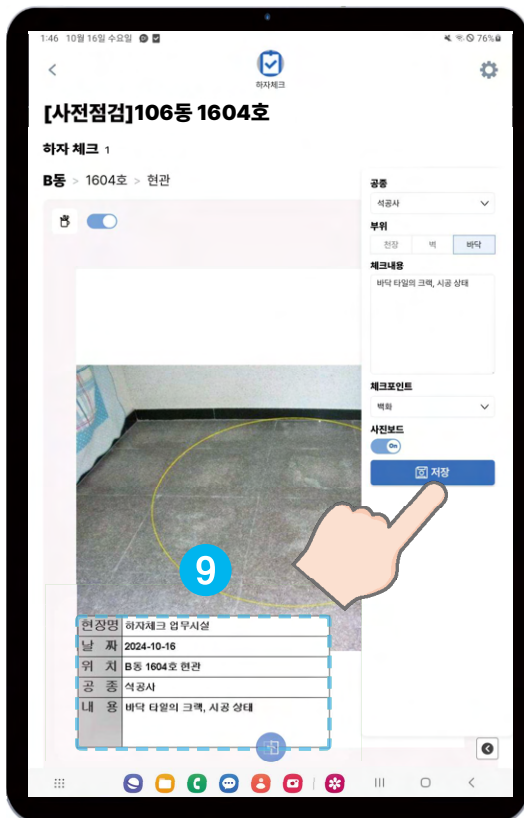 1:46 10월 16일 수요일
76%
하자체크
[사전점검]106동 1604호
하자 체크 1
B동 > 1604호 > 현관
공종
석공사
부위
천장 벽 바닥
체크내용
바닥 타일의 크랙, 시공 상태
체크포인트
백화
사진보드
On
저장
9
현장명 하자체크 업무시설
날 짜 2024-10-16
위 치 B동 1604호 현관
공 종 석공사
내 용 바닥 타일의 크랙, 시공 상태